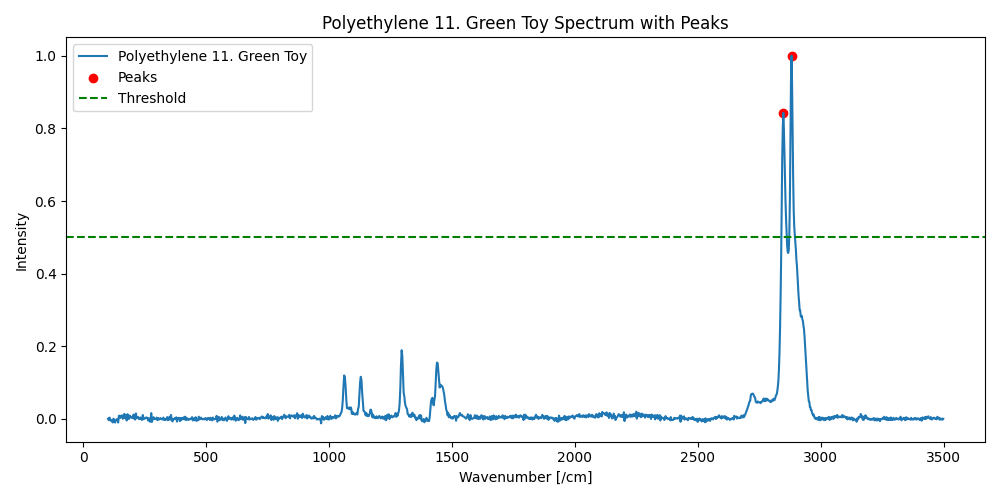 Polyethylene 11. Green Toy Spectrum with Peaks
Polyethylene 11. Green Toy
Peaks
Threshold
Intensity
1.0
0.8
0.6
0.4
0.2
0.0
0 500 1000 1500 2000 2500 3000 3500
Wavenumber [/cm]